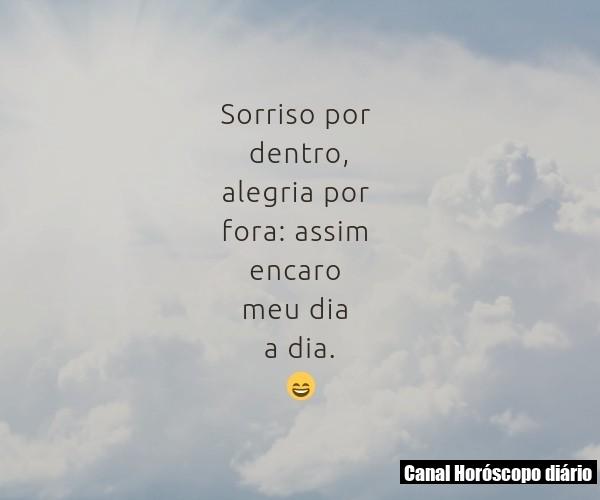 Sorriso por
dentro,
alegria por
fora: assim
encaro
meu dia
a dia.
😄
Canal Horóscopo diário